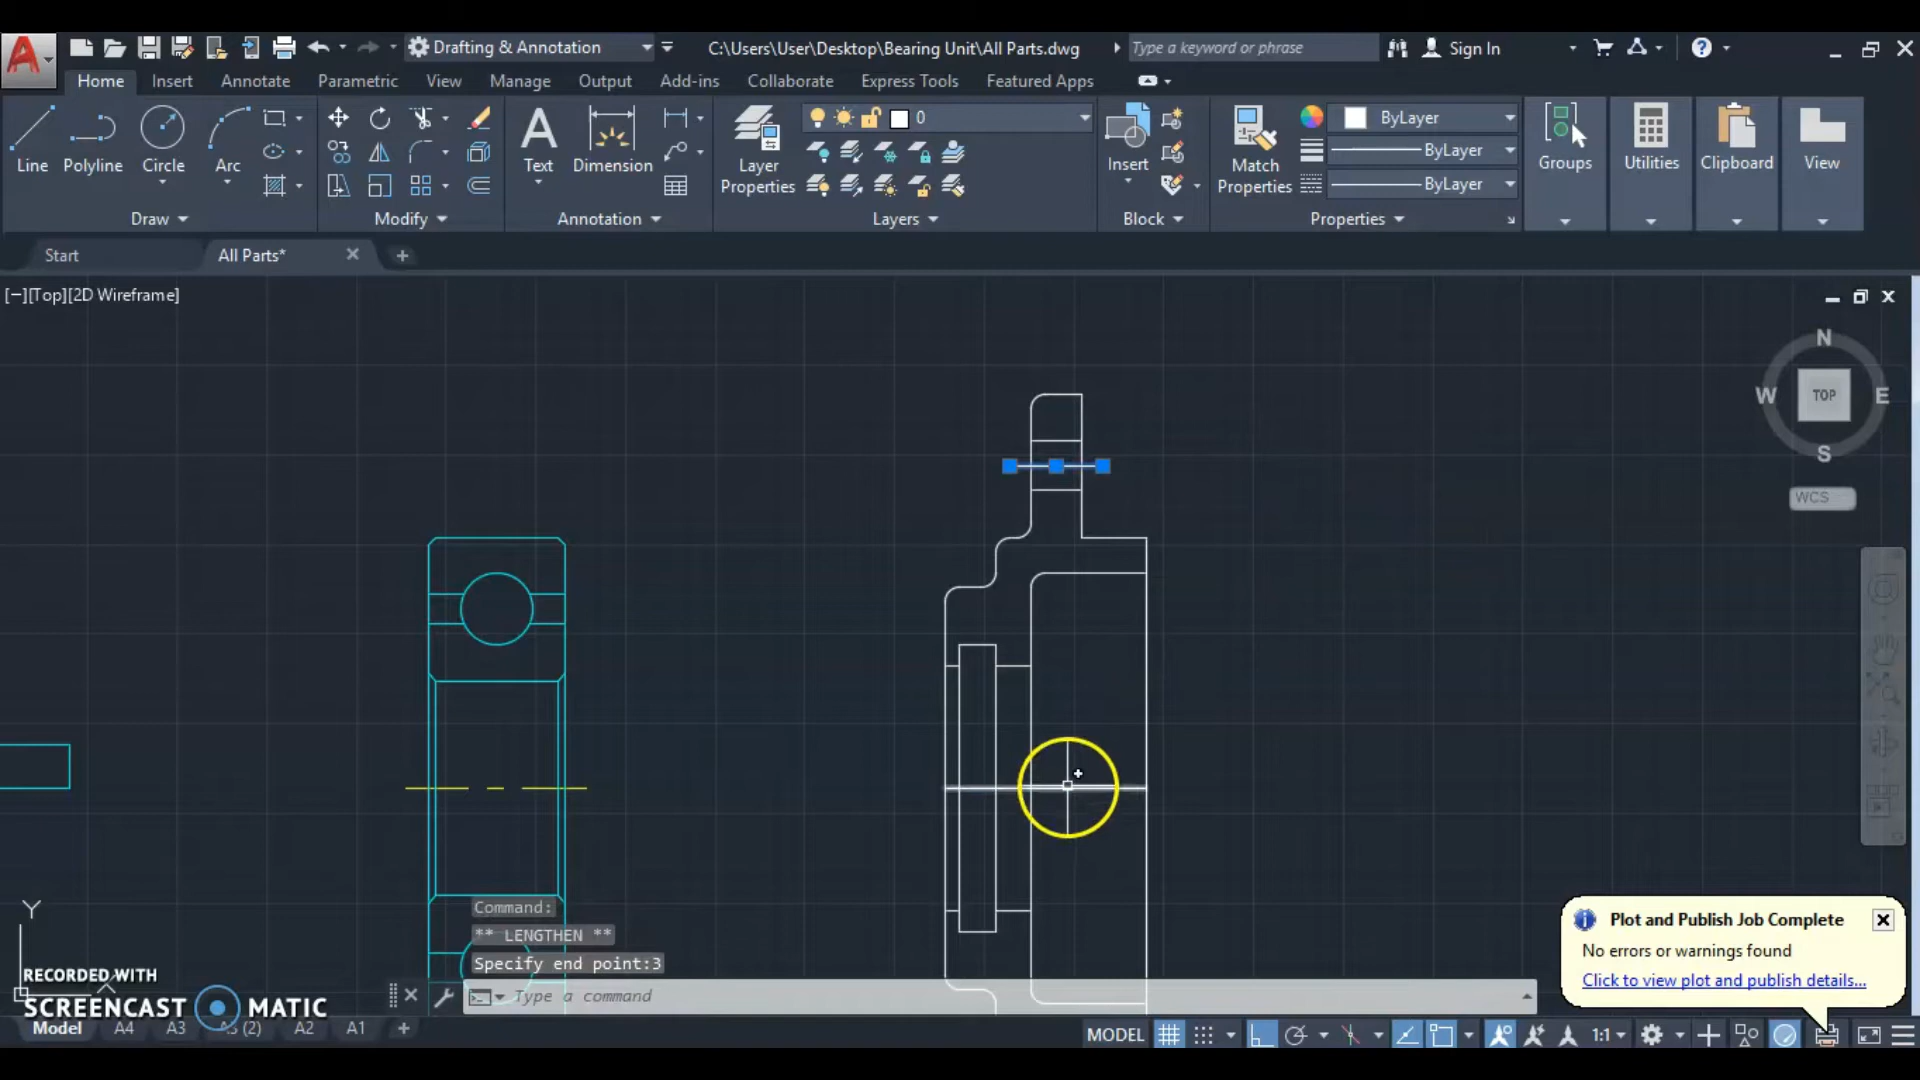 A
Drafting & Annotation
C:\Users\User\Desktop\Bearing Unit\All Parts.dwg
Type a keyword or phrase
Sign In
Home
Insert
Annotate
Parametric
View
Manage
Output
Add-ins
Collaborate
Express Tools
Featured Apps
Line
Polyline
Circle
Arc
Text
Dimension
Layer Properties
0
Insert
Match Properties
ByLayer
ByLayer
ByLayer
Groups
Utilities
Clipboard
View
Draw
Modify
Annotation
Layers
Block
Properties
Start
All Parts*
[−][Top][2D Wireframe]
N
W
TOP
E
S
WCS
Y
Command:
** LENGTHEN **
Specify end point:3
Type a command
Plot and Publish Job Complete
No errors or warnings found
Click to view plot and publish details...
RECORDED WITH
SCREENCAST MATIC
Model
A4
A3
A3 (2)
A2
A1
MODEL
1:1